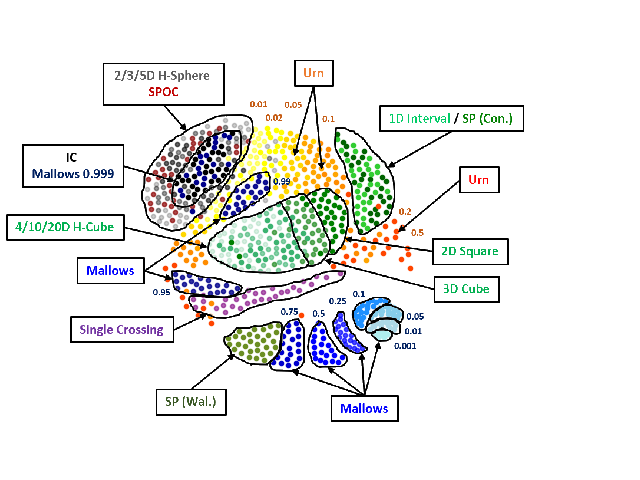 2/3/5D H-Sphere
SPOC
Urn
0.01
0.02
0.05
0.1
1D Interval / SP (Con.)
IC
Mallows 0.999
0.99
Urn
0.2
0.5
4/10/20D H-Cube
2D Square
Mallows
0.95
3D Cube
Single Crossing
0.75
0.5
0.25
0.1
0.05
0.01
0.001
SP (Wal.)
Mallows